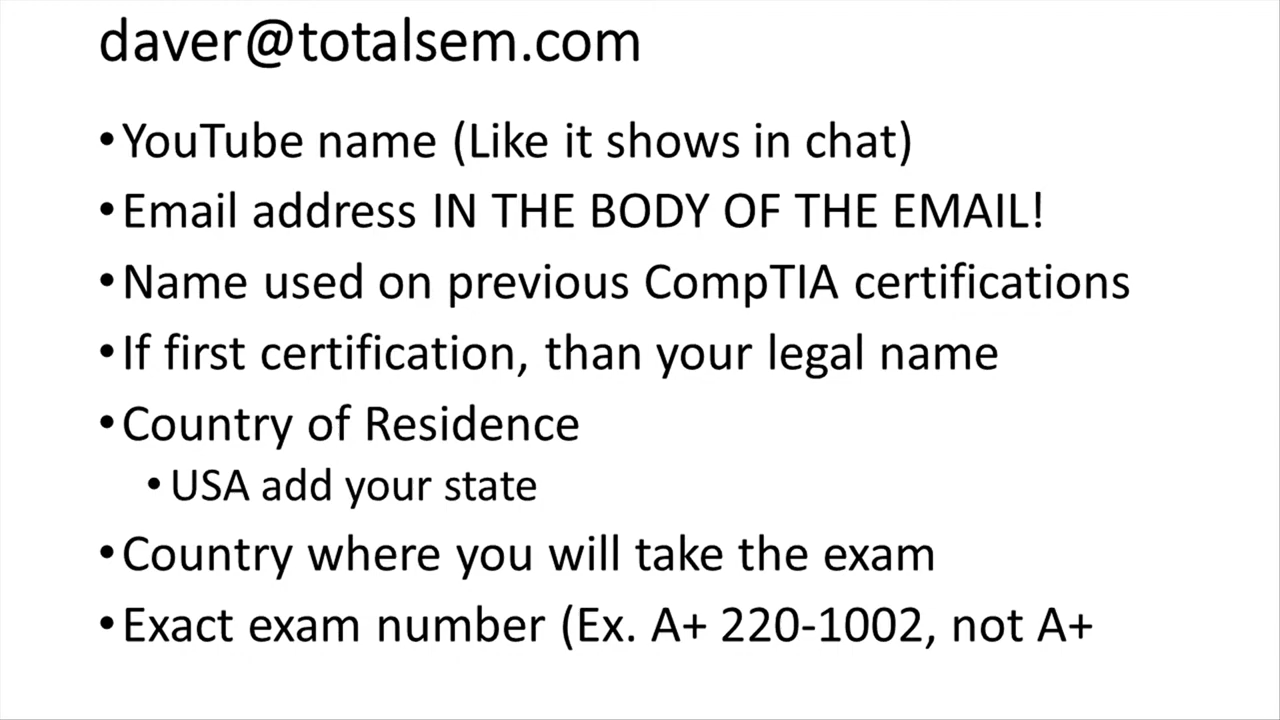 daver@totalsem.com
•YouTube name (Like it shows in chat)
•Email address IN THE BODY OF THE EMAIL!
•Name used on previous CompTIA certifications
•If first certification, than your legal name
•Country of Residence
•USA add your state
•Country where you will take the exam
•Exact exam number (Ex. A+ 220-1002, not A+